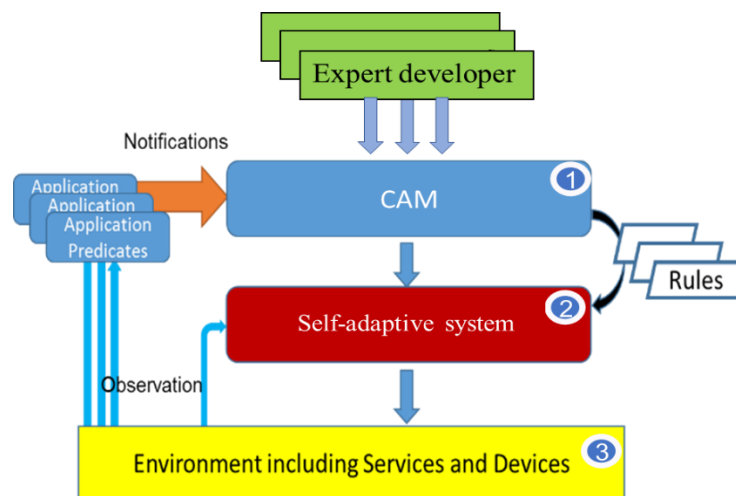 Expert developer
Notifications
1
Application
Application
Application
Predicates
CAM
Rules
2
Self-adaptive system
Observation
3
Environment including Services and Devices